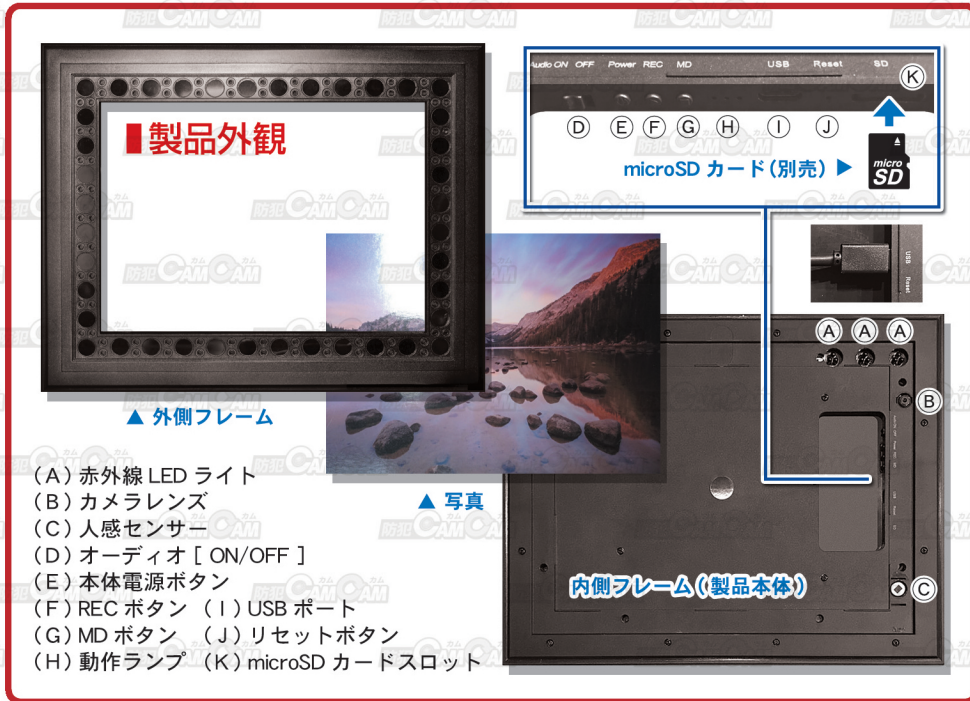 ■製品外観
Audio ON OFF Power REC MD USB Reset SD
Ⓚ
Ⓓ Ⓔ Ⓕ Ⓖ Ⓗ Ⓘ Ⓙ
microSD カード(別売) ▶
micro
SD
USB Reset
Ⓐ Ⓐ Ⓐ
Ⓑ
▲ 外側フレーム
▲ 写真
(A) 赤外線 LED ライト
(B) カメラレンズ
(C) 人感センサー
(D) オーディオ [ ON/OFF ]
(E) 本体電源ボタン
(F) REC ボタン (I) USB ポート
(G) MD ボタン (J) リセットボタン
(H) 動作ランプ (K) microSD カードスロット
内側フレーム(製品本体)
Ⓒ
防犯 CAMCAM
カム カム